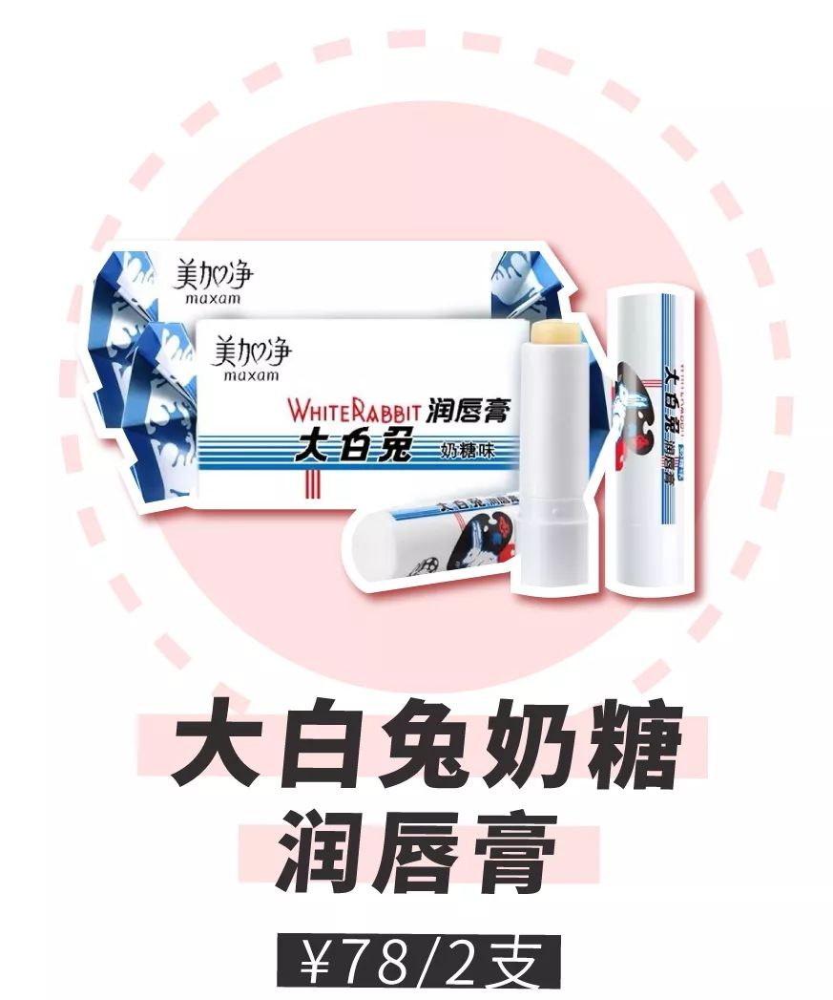 美加净
maxam
美加净
maxam
WHITERABBIT 润唇膏
大白兔 奶糖味
大白兔 润唇膏
大白兔 润唇膏
大白兔奶糖
润唇膏
¥78/2支